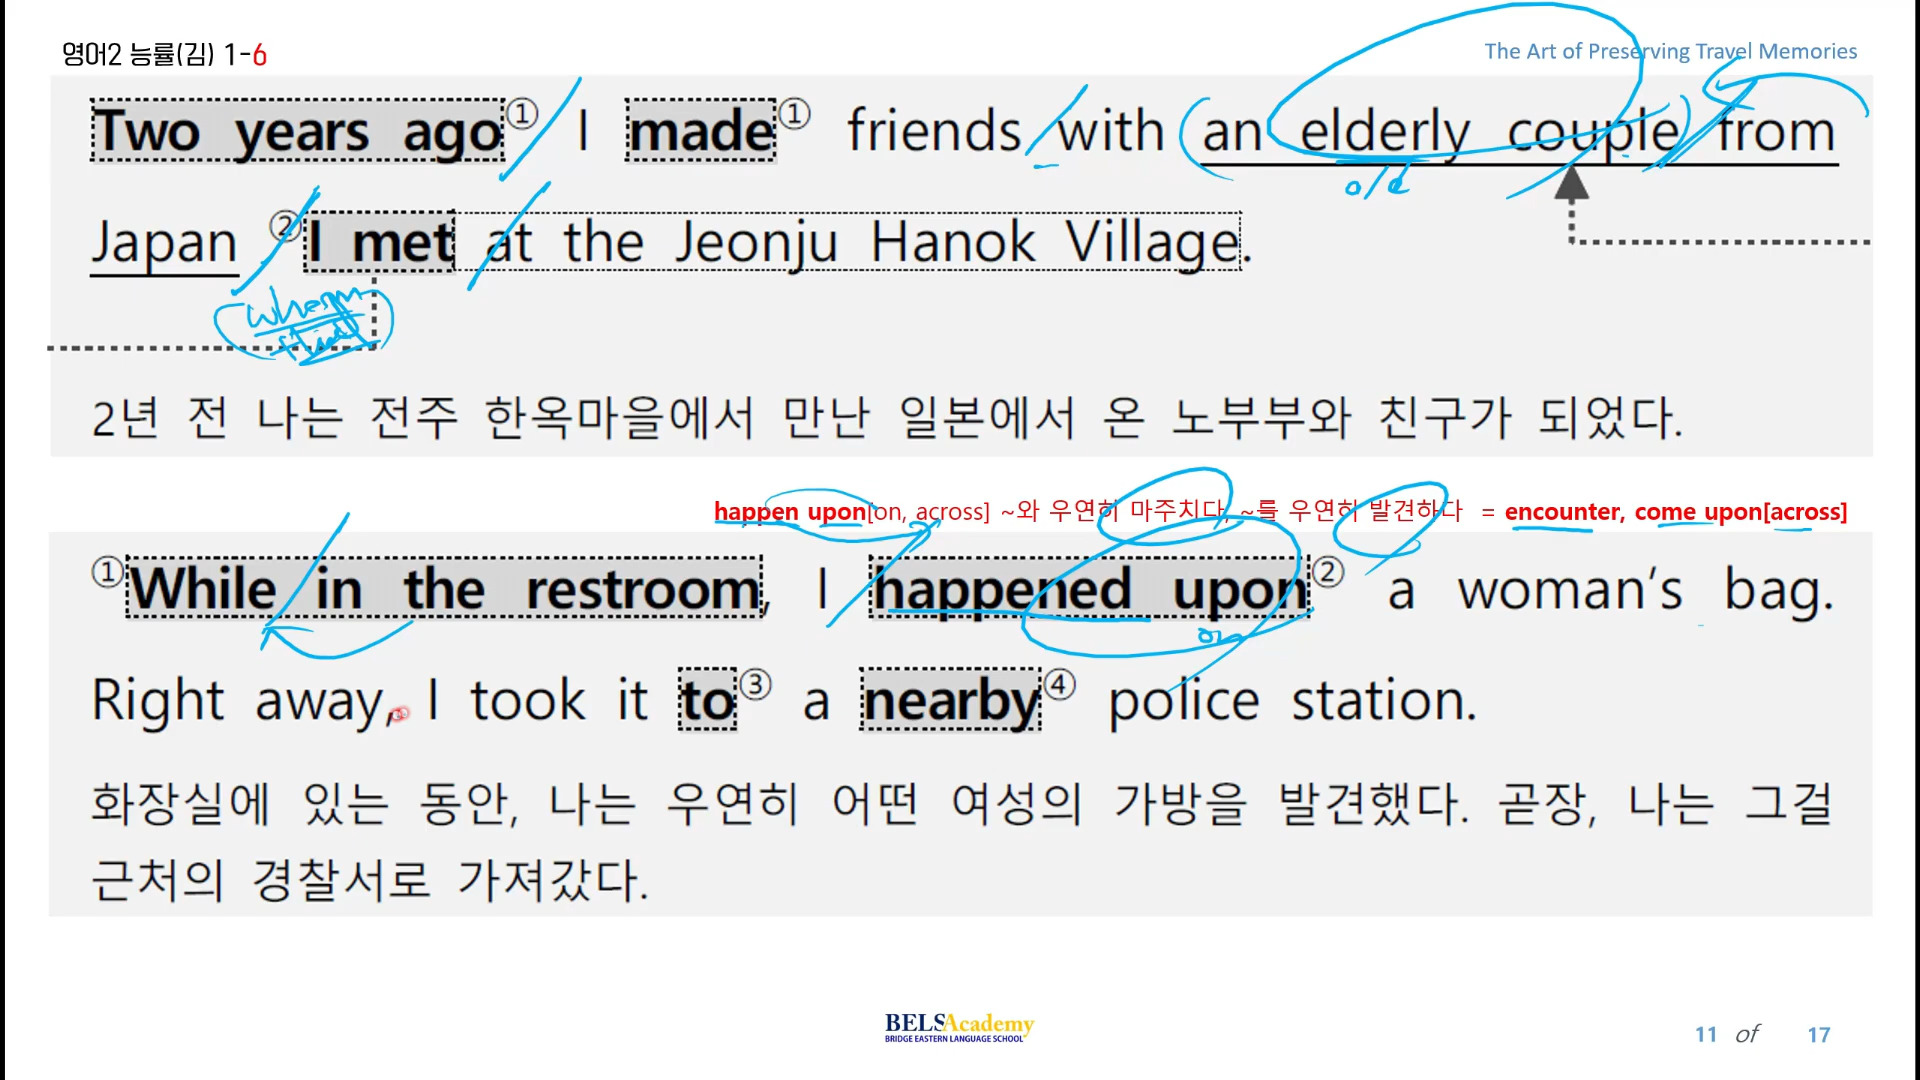 영어2 능률(김) 1-6
The Art of Preserving Travel Memories
Two years ago① I made① friends with an elderly couple from
old
Japan ②I met at the Jeonju Hanok Village.
whom
that
2년 전 나는 전주 한옥마을에서 만난 일본에서 온 노부부와 친구가 되었다.
happen upon[on, across] ~와 우연히 마주치다, ~를 우연히 발견하다 = encounter, come upon[across]
①While in the restroom, I happened upon② a woman's bag.
on
Right away, I took it to③ a nearby④ police station.
화장실에 있는 동안, 나는 우연히 어떤 여성의 가방을 발견했다. 곧장, 나는 그걸
근처의 경찰서로 가져갔다.
BELSAcademy
BRIDGE EASTERN LANGUAGE SCHOOL
11 of 17